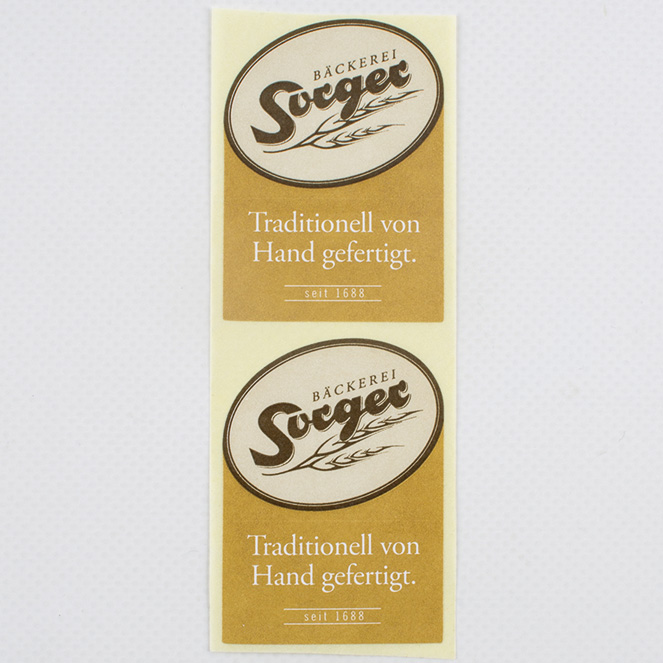 BÄCKEREI
Sorger
Traditionell von
Hand gefertigt.
seit 1688
BÄCKEREI
Sorger
Traditionell von
Hand gefertigt.
seit 1688